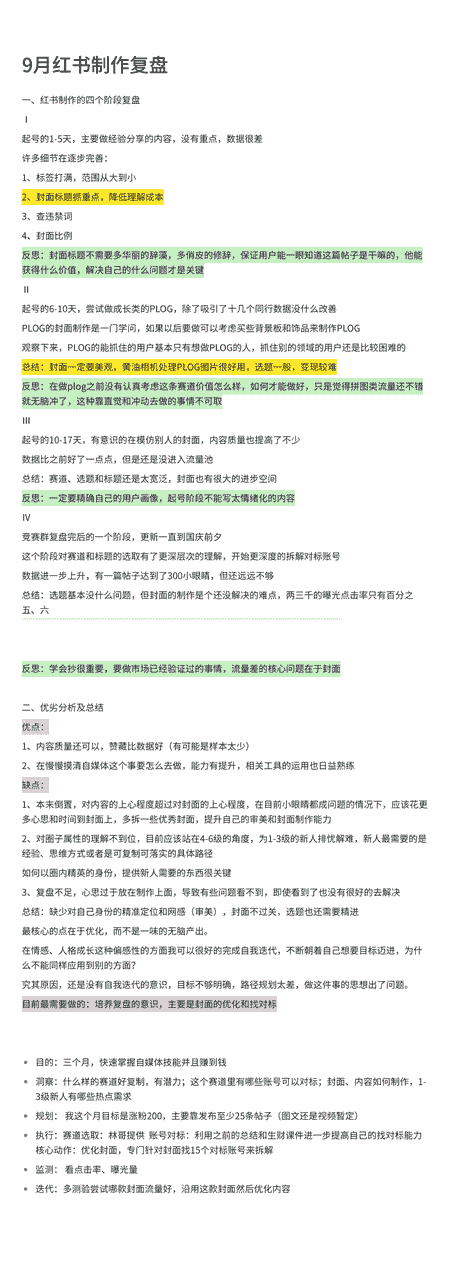 9月红书制作复盘
一、红书制作的四个阶段复盘
Ⅰ
起号的1-5天，主要做经验分享的内容，没有重点，数据很差
许多细节在逐步完善：
1、标签打满，范围从大到小
2、封面标题抓重点，降低理解成本
3、查违禁词
4、封面比例
反思：封面标题不需要多华丽的辞藻，多俏皮的修辞，保证用户能一眼知道这篇帖子是干嘛的，他能
获得什么价值，解决自己的什么问题才是关键
Ⅱ
起号的6-10天，尝试做成长类的PLOG，除了吸引了十几个同行数据没什么改善
PLOG的封面制作是一门学问，如果以后要做可以考虑买些背景板和饰品来制作PLOG
观察下来，PLOG的能抓住的用户基本只有想做PLOG的人，抓住别的领域的用户还是比较困难的
总结：封面一定要美观，黄油相机处理PLOG图片很好用，选题一般，变现较难
反思：在做plog之前没有认真考虑这条赛道价值怎么样，如何才能做好，只是觉得拼图类流量还不错
就无脑冲了，这种靠直觉和冲动去做的事情不可取
Ⅲ
起号的10-17天，有意识的在模仿别人的封面，内容质量也提高了不少
数据比之前好了一点点，但是还是没进入流量池
总结：赛道、选题和标题还是太宽泛，封面也有很大的进步空间
反思：一定要精确自己的用户画像，起号阶段不能写太情绪化的内容
Ⅳ
竞赛群复盘完后的一个阶段，更新一直到国庆前夕
这个阶段对赛道和标题的选取有了更深层次的理解，开始更深度的拆解对标账号
数据进一步上升，有一篇帖子达到了300小眼睛，但还远远不够
总结：选题基本没什么问题，但封面的制作是个还没解决的难点，两三千的曝光点击率只有百分之
五、六
反思：学会抄很重要，要做市场已经验证过的事情，流量差的核心问题在于封面
二、优劣分析及总结
优点：
1、内容质量还可以，赞藏比数据好（有可能是样本太少）
2、在慢慢摸清自媒体这个事要怎么去做，能力有提升，相关工具的运用也日益熟练
缺点：
1、本末倒置，对内容的上心程度超过对封面的上心程度，在目前小眼睛都成问题的情况下，应该花更
多心思和时间到封面上，多拆一些优秀封面，提升自己的审美和封面制作能力
2、对圈子属性的理解不到位，目前应该站在4-6级的角度，为1-3级的新人排忧解难，新人最需要的是
经验、思维方式或者是可复制可落实的具体路径
如何以圈内精英的身份，提供新人需要的东西很关键
3、复盘不足，心思过于放在制作上面，导致有些问题看不到，即使看到了也没有很好的去解决
总结：缺少对自己身份的精准定位和网感（审美），封面不过关，选题也还需要精进
最核心的点在于优化，而不是一味的无脑产出。
在情感、人格成长这种偏感性的方面我可以很好的完成自我迭代，不断朝着自己想要目标迈进，为什
么不能同样应用到别的方面？
究其原因，还是没有自我迭代的意识，目标不够明确，路径规划太差，做这件事的思想出了问题。
目前最需要做的：培养复盘的意识，主要是封面的优化和找对标
目的：三个月，快速掌握自媒体技能并且赚到钱
洞察：什么样的赛道好复制，有潜力；这个赛道里有哪些账号可以对标；封面、内容如何制作，1-
3级新人有哪些热点需求
规划： 我这个月目标是涨粉200，主要靠发布至少25条帖子（图文还是视频暂定）
执行：赛道选取：林哥提供 账号对标：利用之前的总结和生财课件进一步提高自己的找对标能力
核心动作：优化封面，专门针对封面找15个对标账号来拆解
监测： 看点击率、曝光量
迭代：多测验尝试哪款封面流量好，沿用这款封面然后优化内容